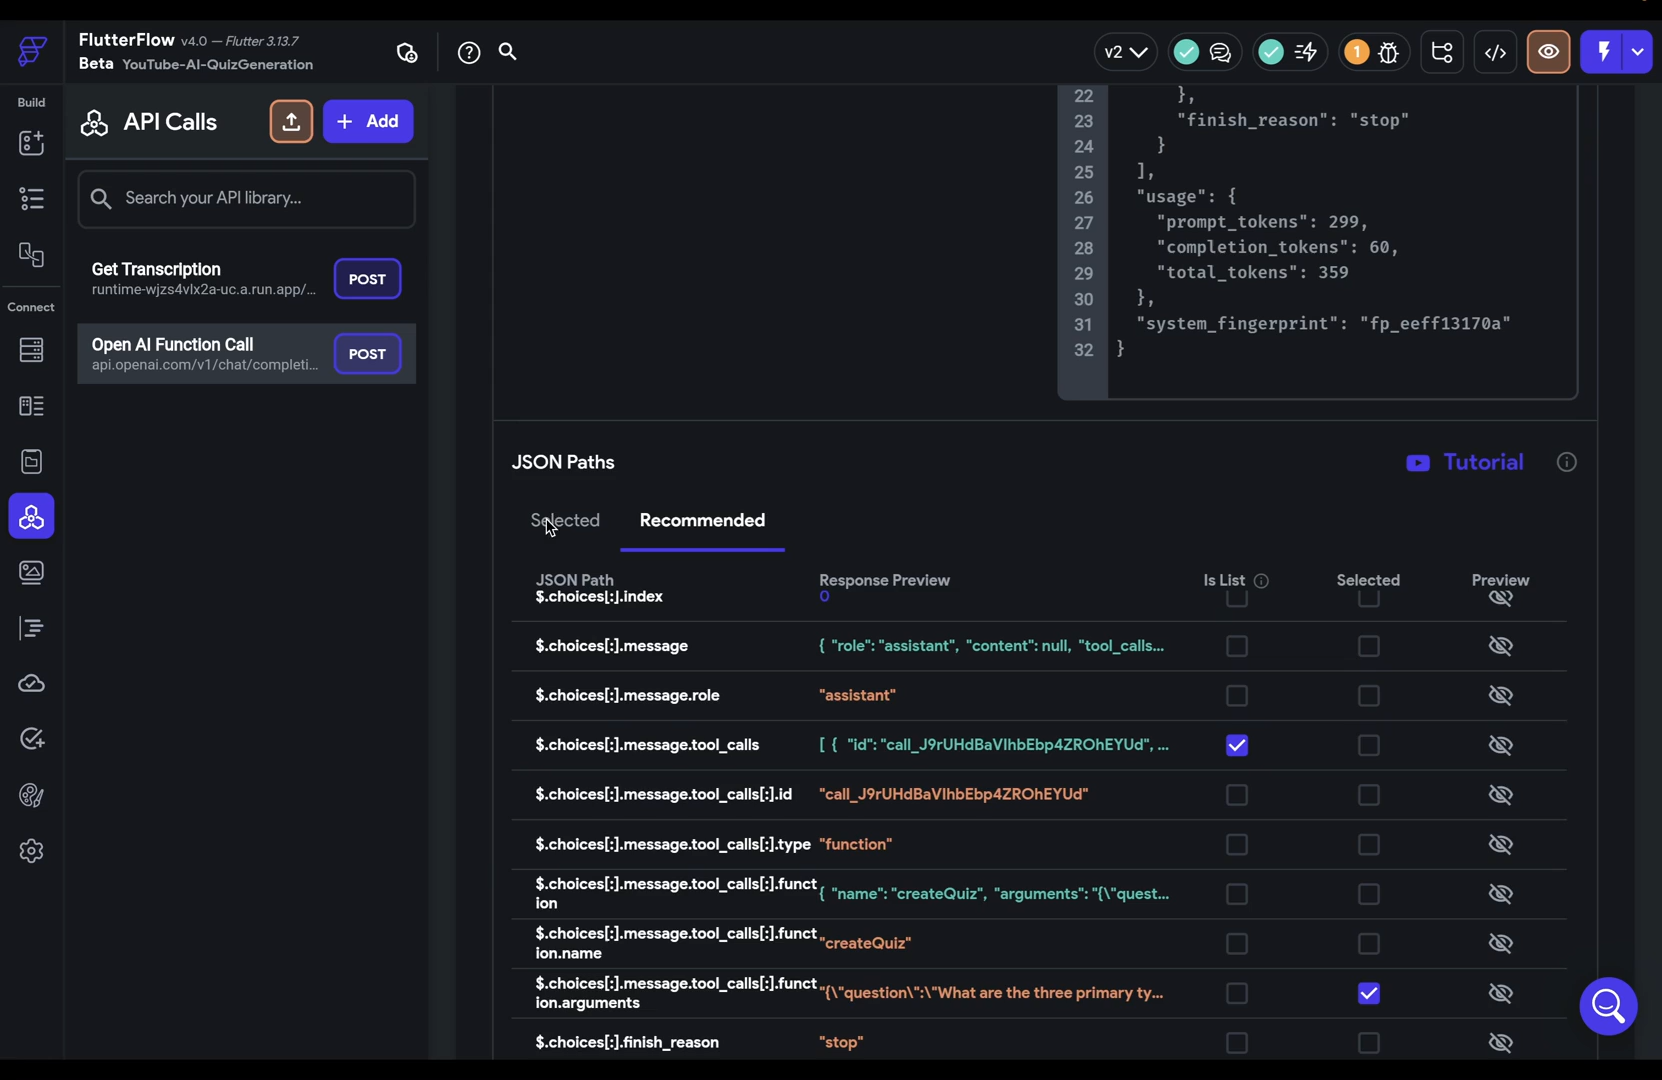 FlutterFlow v4.0 — Flutter 3.13.7
Beta YouTube-AI-QuizGeneration
v2
1
Build
Connect
API Calls
+ Add
Search your API library...
Get Transcription
runtime-wjzs4vlx2a-uc.a.run.app/...
POST
Open AI Function Call
api.openai.com/v1/chat/completi...
POST
22 },
23 "finish_reason": "stop"
24 }
25 ],
26 "usage": {
27 "prompt_tokens": 299,
28 "completion_tokens": 60,
29 "total_tokens": 359
30 },
31 "system_fingerprint": "fp_eeff13170a"
32 }
JSON Paths
Tutorial
Selected Recommended
JSON Path Response Preview Is List Selected Preview
$.choices[:].index 0
$.choices[:].message { "role": "assistant", "content": null, "tool_calls...
$.choices[:].message.role "assistant"
$.choices[:].message.tool_calls [ { "id": "call_J9rUHdBaVlhbEbp4ZROhEYUd", ...
$.choices[:].message.tool_calls[:].id "call_J9rUHdBaVlhbEbp4ZROhEYUd"
$.choices[:].message.tool_calls[:].type "function"
$.choices[:].message.tool_calls[:].funct
ion
{ "name": "createQuiz", "arguments": "{\"quest...
$.choices[:].message.tool_calls[:].funct
ion.name
"createQuiz"
$.choices[:].message.tool_calls[:].funct
ion.arguments
"{\"question\":\"What are the three primary ty...
$.choices[:].finish_reason "stop"